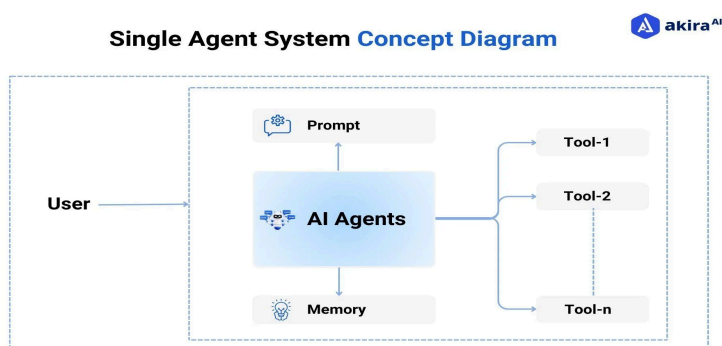 akira AI
Single Agent System Concept Diagram
Prompt
Tool-1
User
AI Agents
Tool-2
Memory
Tool-n